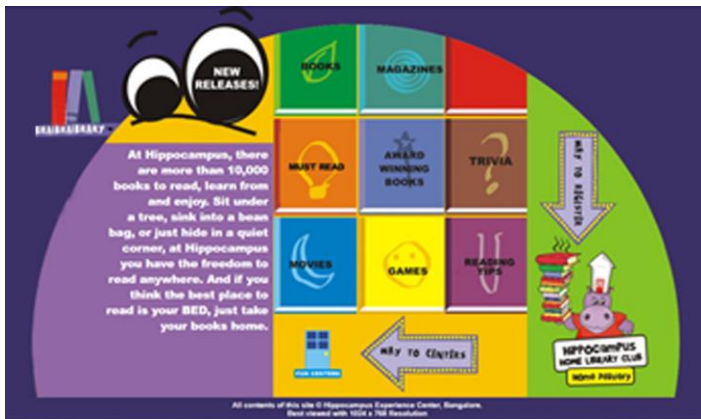 NEW
RELEASES!
BOOKS
MAGAZINES
At Hippocampus, there
are more than 10,000
books to read, learn from
and enjoy. Sit under
a tree, sink into a bean
bag, or just hide in a quiet
corner, at Hippocampus
you have the freedom to
read anywhere. And if you
think the best place to
read is your BED, just take
your books home.
MUST READ
AWARD
WINNING
BOOKS
TRIVIA
MOVIES
GAMES
READING
TIPS
WAY TO REGISTER
WAY TO CENTERS
FUN CENTERS
HIPPOCAMPUS
HOME LIBRARY CLUB
HOME DELIVERY
All contents of this site © Hippocampus Experience Center, Bangalore.
Best viewed with 1024 x 768 Resolution